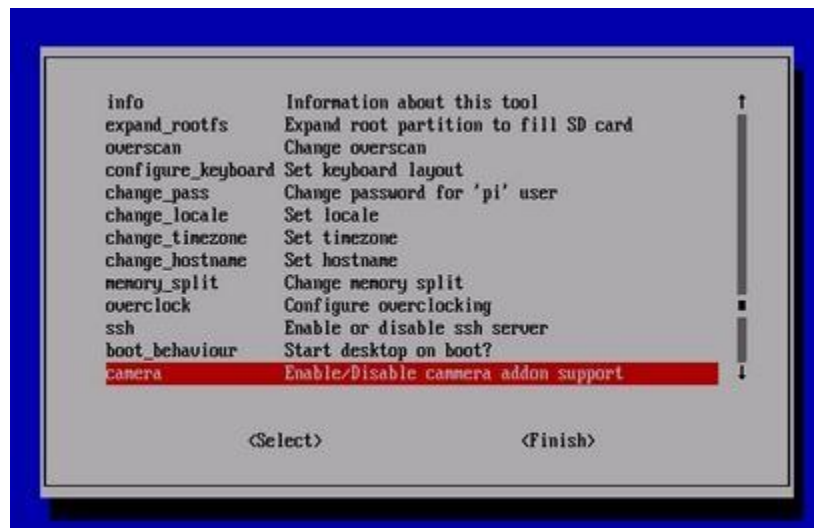 info Information about this tool
expand_rootfs Expand root partition to fill SD card
overscan Change overscan
configure_keyboard Set keyboard layout
change_pass Change password for 'pi' user
change_locale Set locale
change_timezone Set timezone
change_hostname Set hostname
memory_split Change memory split
overclock Configure overclocking
ssh Enable or disable ssh server
boot_behaviour Start desktop on boot?
camera Enable/Disable cammera addon support
<Select> <Finish>